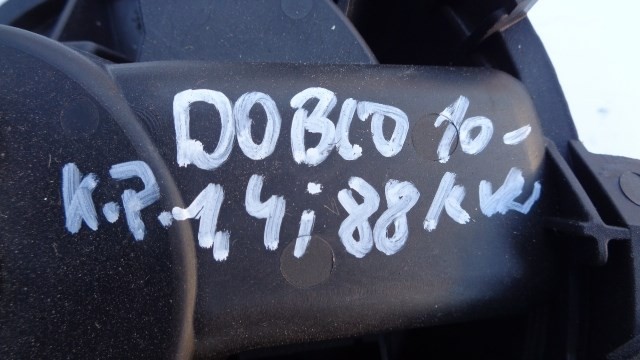 DOBLO 10-
K.P. 1,4i 88KW